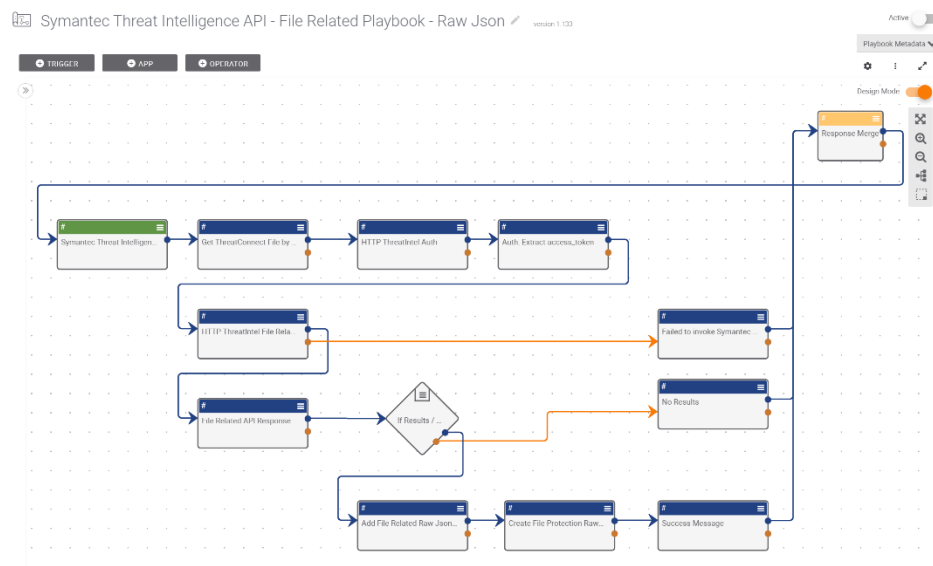 Symantec Threat Intelligence API - File Related Playbook - Raw Json
version 1.133
Active
Playbook Metadata
TRIGGER
APP
OPERATOR
Design Mode
#
Response Merge
#
Symantec Threat Intelligen...
#
Get ThreatConnect File by ...
#
HTTP ThreatIntel Auth
#
Auth. Extract access_token
#
HTTP ThreatIntel File Rela...
#
Failed to invoke Symantec...
#
No Results
#
File Related API Response
If Results / ...
#
Add File Related Raw Json...
#
Create File Protection Raw...
#
Success Message